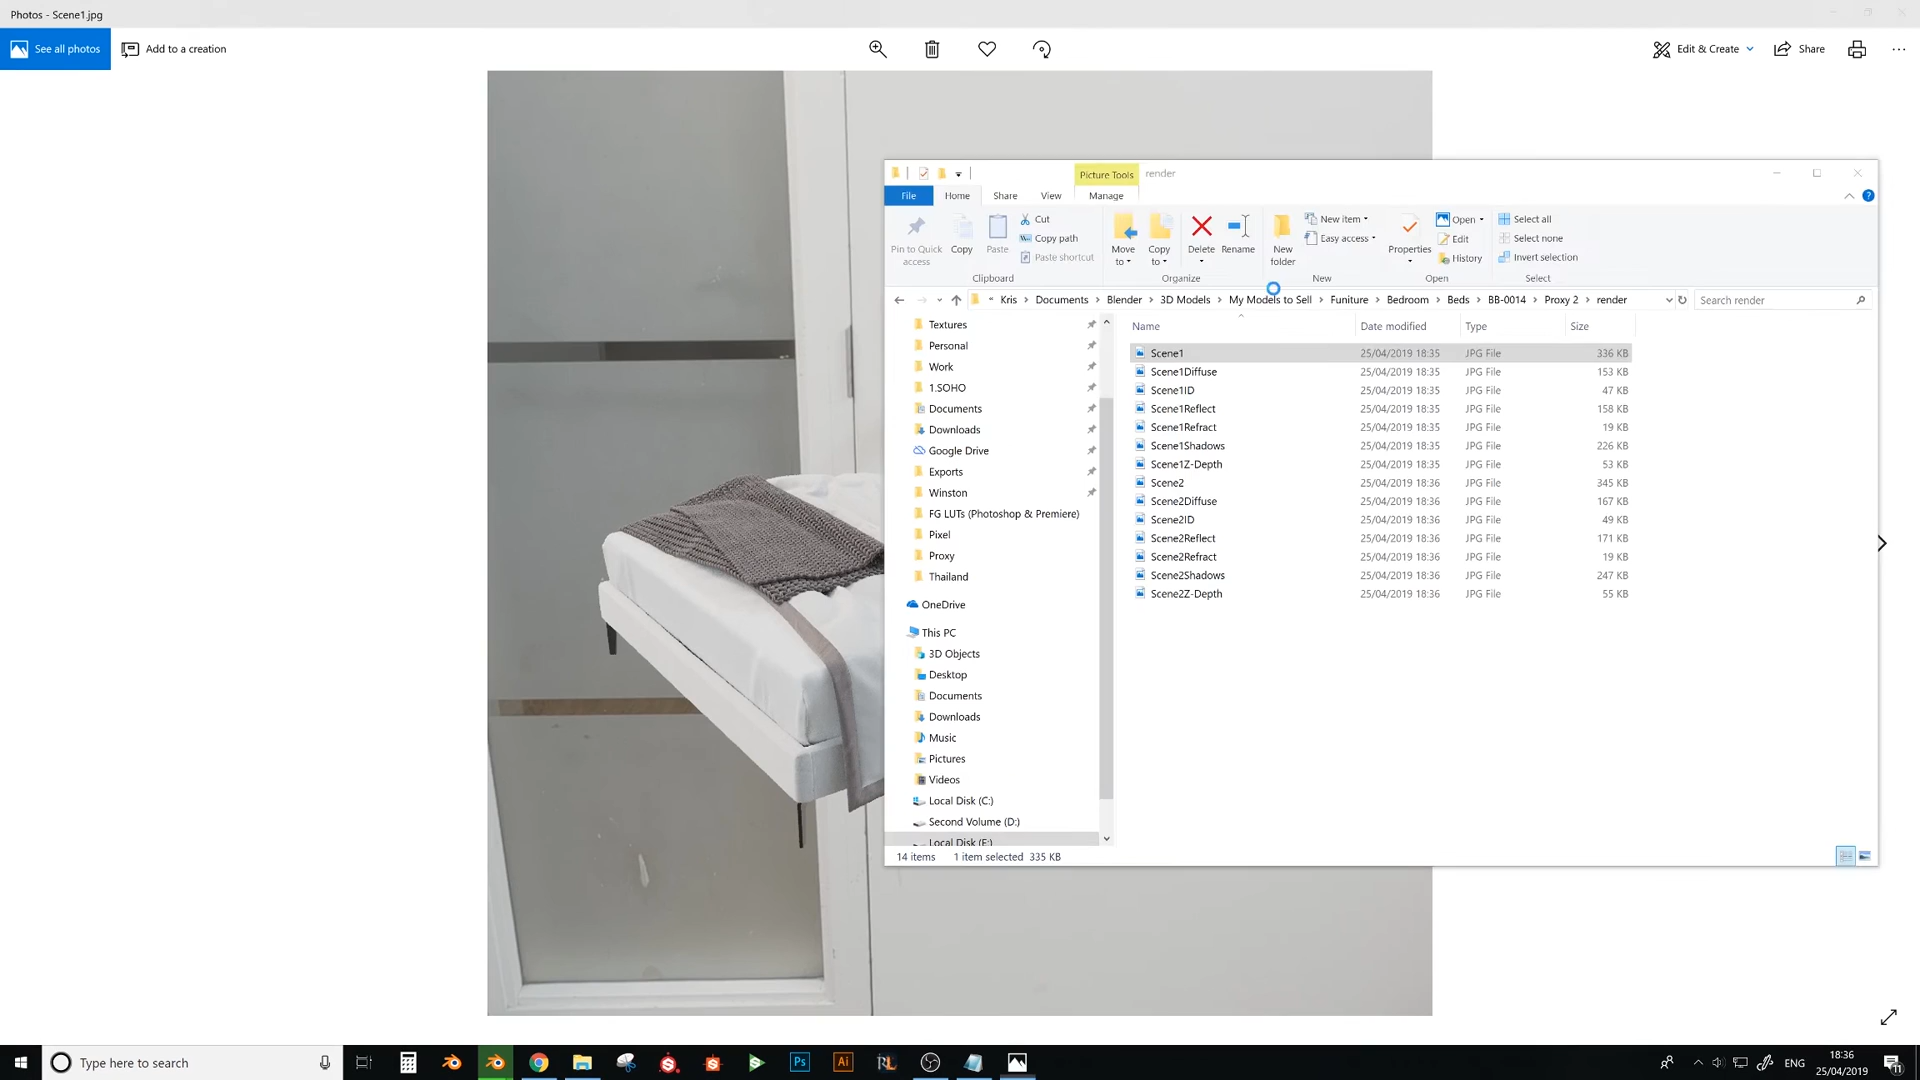 Photos - Scene1.jpg
See all photos
Add to a creation
Edit & Create
Share
Picture Tools
render
File
Home
Share
View
Manage
Pin to Quick access
Copy
Paste
Cut
Copy path
Paste shortcut
Move to
Copy to
Delete
Rename
New folder
New item
Easy access
Properties
Open
Edit
History
Select all
Select none
Invert selection
Clipboard
Organize
New
Open
Select
« Kris > Documents > Blender > 3D Models > My Models to Sell > Funiture > Bedroom > Beds > BB-0014 > Proxy 2 > render
Search render
Textures
Personal
Work
1.SOHO
Documents
Downloads
Google Drive
Exports
Winston
FG LUTs (Photoshop & Premiere)
Pixel
Proxy
Thailand
OneDrive
This PC
3D Objects
Desktop
Documents
Downloads
Music
Pictures
Videos
Local Disk (C:)
Second Volume (D:)
Local Disk (E:)
Name Date modified Type Size
Scene1 25/04/2019 18:35 JPG File 336 KB
Scene1Diffuse 25/04/2019 18:35 JPG File 153 KB
Scene1ID 25/04/2019 18:35 JPG File 47 KB
Scene1Reflect 25/04/2019 18:35 JPG File 158 KB
Scene1Refract 25/04/2019 18:35 JPG File 19 KB
Scene1Shadows 25/04/2019 18:35 JPG File 226 KB
Scene1Z-Depth 25/04/2019 18:35 JPG File 53 KB
Scene2 25/04/2019 18:36 JPG File 345 KB
Scene2Diffuse 25/04/2019 18:36 JPG File 167 KB
Scene2ID 25/04/2019 18:36 JPG File 49 KB
Scene2Reflect 25/04/2019 18:36 JPG File 171 KB
Scene2Refract 25/04/2019 18:36 JPG File 19 KB
Scene2Shadows 25/04/2019 18:36 JPG File 247 KB
Scene2Z-Depth 25/04/2019 18:36 JPG File 55 KB
14 items 1 item selected 335 KB
Type here to search
Ps
Ai
ENG
18:36
25/04/2019
11